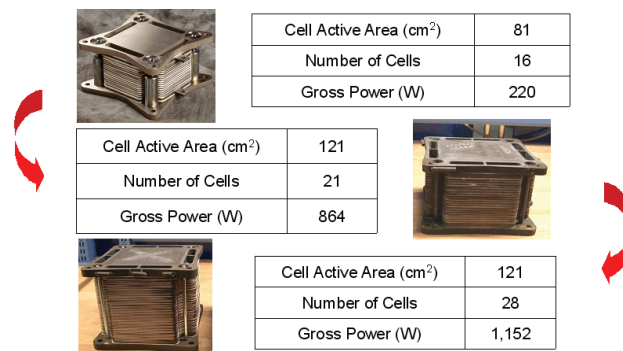 Cell Active Area (cm²) 81
Number of Cells 16
Gross Power (W) 220
Cell Active Area (cm²) 121
Number of Cells 21
Gross Power (W) 864
Cell Active Area (cm²) 121
Number of Cells 28
Gross Power (W) 1,152